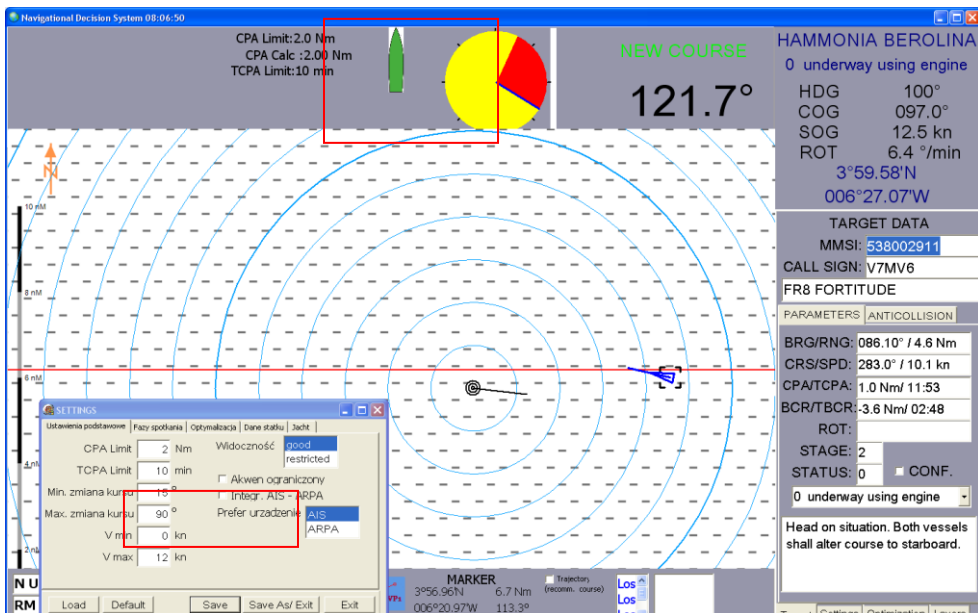 Navigational Decision System 08:06:50
CPA Limit:2.0 Nm
CPA Calc :2.00 Nm
TCPA Limit:10 min
NEW COURSE
121.7°
HAMMONIA BEROLINA
0 underway using engine
HDG 100°
COG 097.0°
SOG 12.5 kn
ROT 6.4 °/min
3°59.58'N
006°27.07'W
TARGET DATA
MMSI: 538002911
CALL SIGN: V7MV6
FR8 FORTITUDE
PARAMETERS ANTICOLLISION
BRG/RNG: 086.10° / 4.6 Nm
CRS/SPD: 283.0° / 10.1 kn
CPA/TCPA: 1.0 Nm/ 11:53
BCR/TBCR: -3.6 Nm/ 02:48
ROT:
STAGE: 2
STATUS: 0 CONF.
0 underway using engine
Head on situation. Both vessels
shall alter course to starboard.
Settings Optimisation Layers
N
10 nM
8 nM
6 nM
4 nM
SETTINGS
Ustawienia podstawowe Fazy spotkania Optymalizacja Dane statku Jacht
CPA Limit 2 Nm
TCPA Limit 10 min
Min. zmiana kursu 15 °
Max. zmiana kursu 90 °
V min 0 kn
V max 12 kn
Widoczność good
restricted
Akwen ograniczony
Integr. AIS - ARPA
Prefer urzadzenie AIS
ARPA
Load Default Save Save As/ Exit Exit
N U
RM
MARKER
3°56.96'N 6.7 Nm
006°20.97'W 113.3°
Trajectory
(recomm. course)
Los
Los